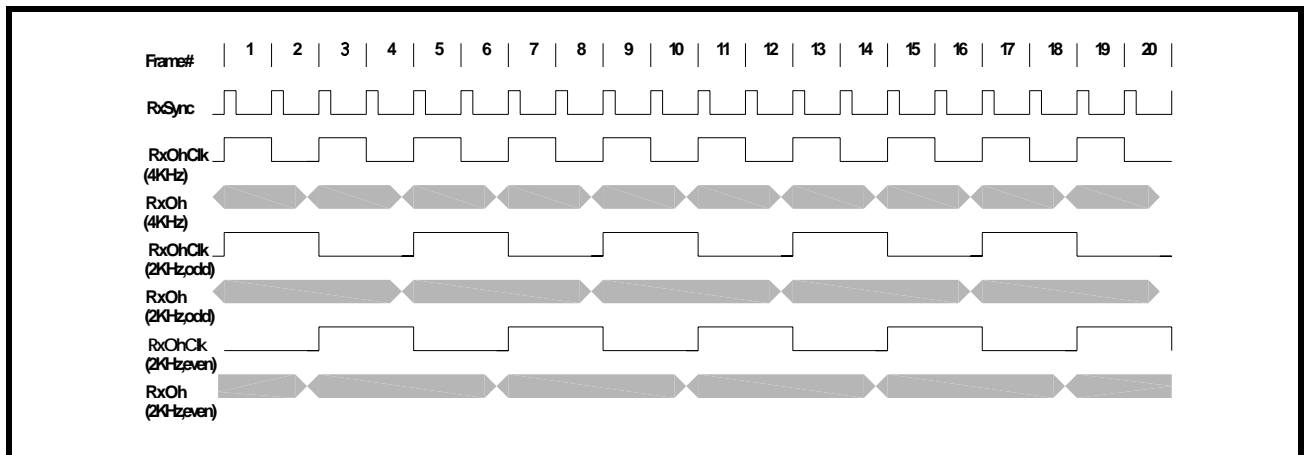 Frame# 1 2 3 4 5 6 7 8 9 10 11 12 13 14 15 16 17 18 19 20
RxSync
RxOhClk
(4KHz)
RxOh
(4KHz)
RxOhClk
(2KHz,odd)
RxOh
(2KHz,odd)
RxOhClk
(2KHz,even)
RxOh
(2KHz,even)